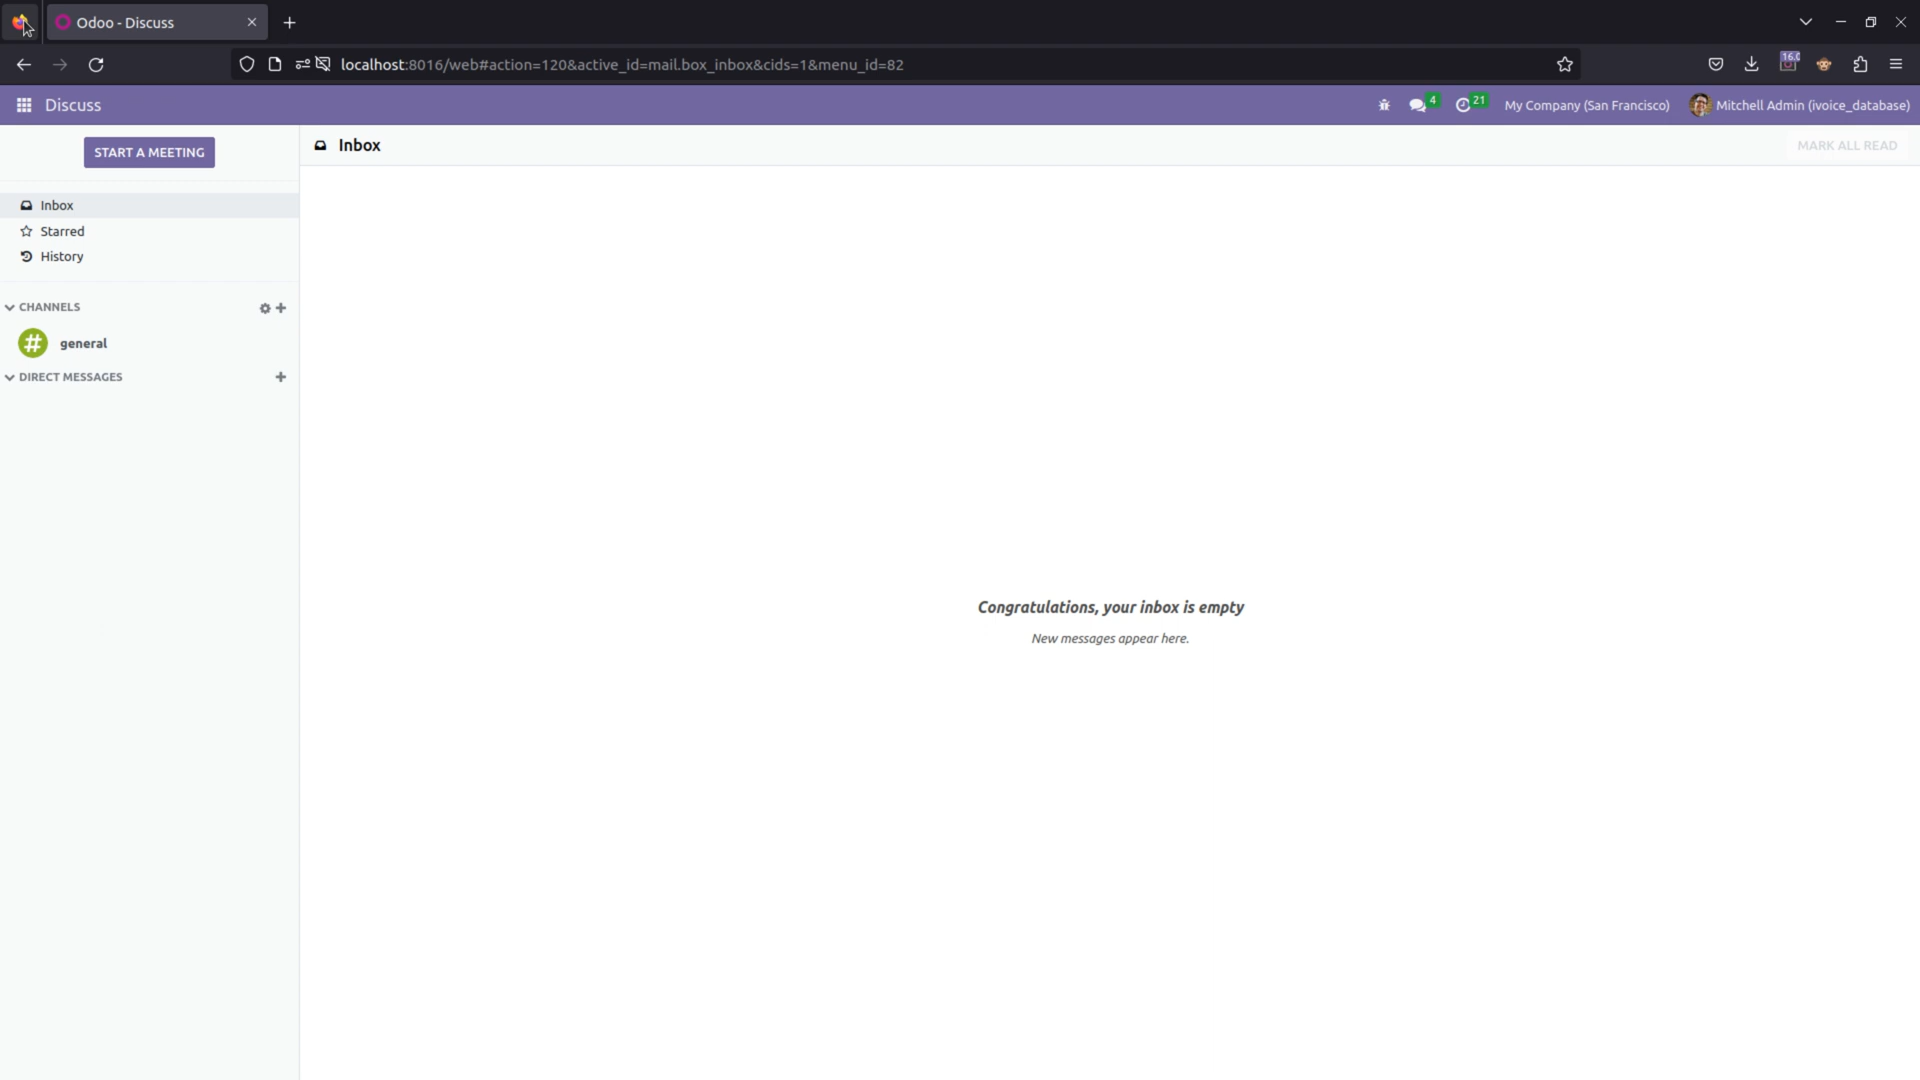 Odoo - Discuss
localhost:8016/web#action=120&active_id=mail.box_inbox&cids=1&menu_id=82
16.0
Discuss
4
21
My Company (San Francisco)
Mitchell Admin (ivoice_database)
START A MEETING
Inbox
MARK ALL READ
Inbox
Starred
History
CHANNELS
general
DIRECT MESSAGES
Congratulations, your inbox is empty
New messages appear here.